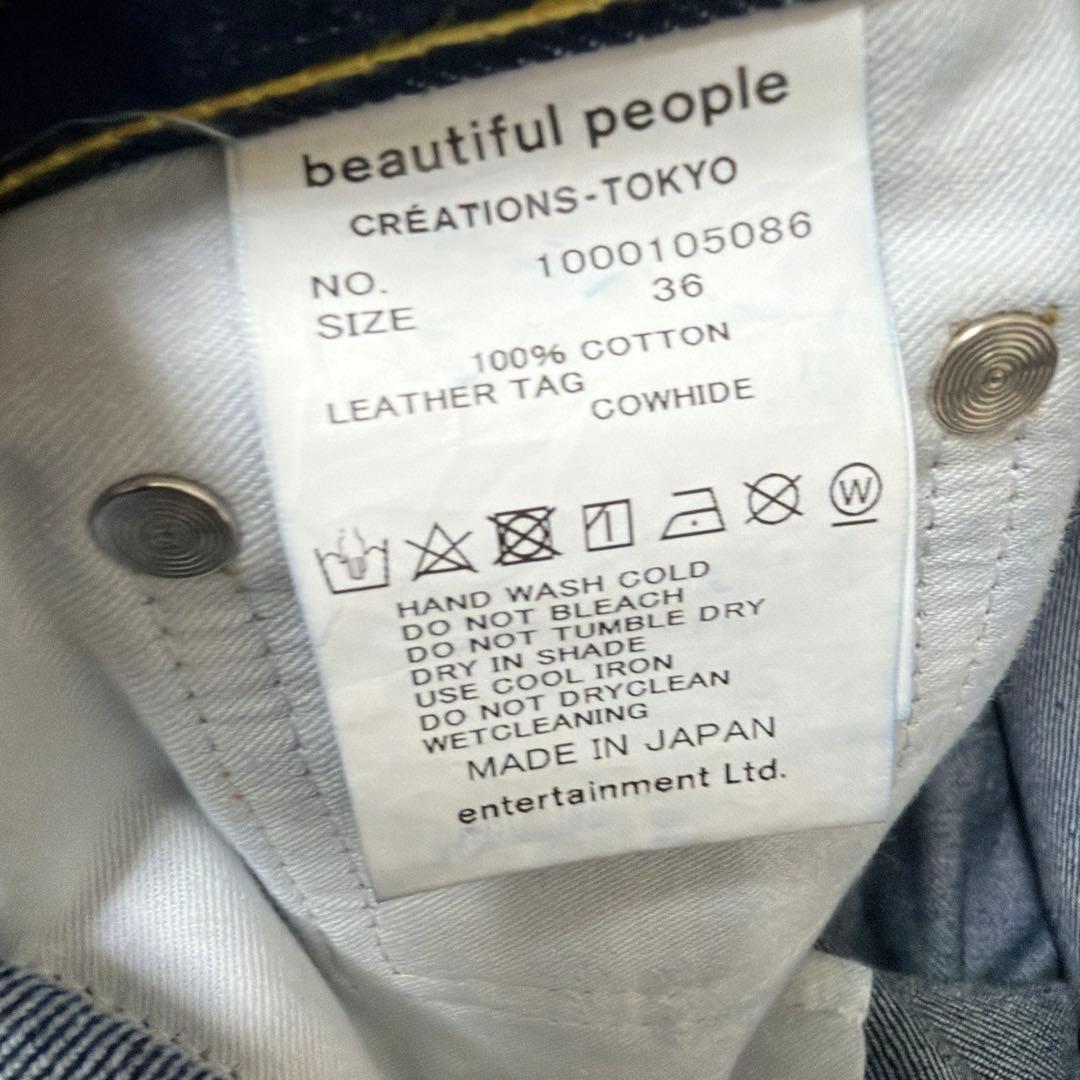 beautiful people
CRÉATIONS-TOKYO
NO. 1000105086
SIZE 36
100% COTTON
LEATHER TAG
COWHIDE
W
HAND WASH COLD
DO NOT BLEACH
DO NOT TUMBLE DRY
DRY IN SHADE
USE COOL IRON
DO NOT DRYCLEAN
WETCLEANING
MADE IN JAPAN
entertainment Ltd.